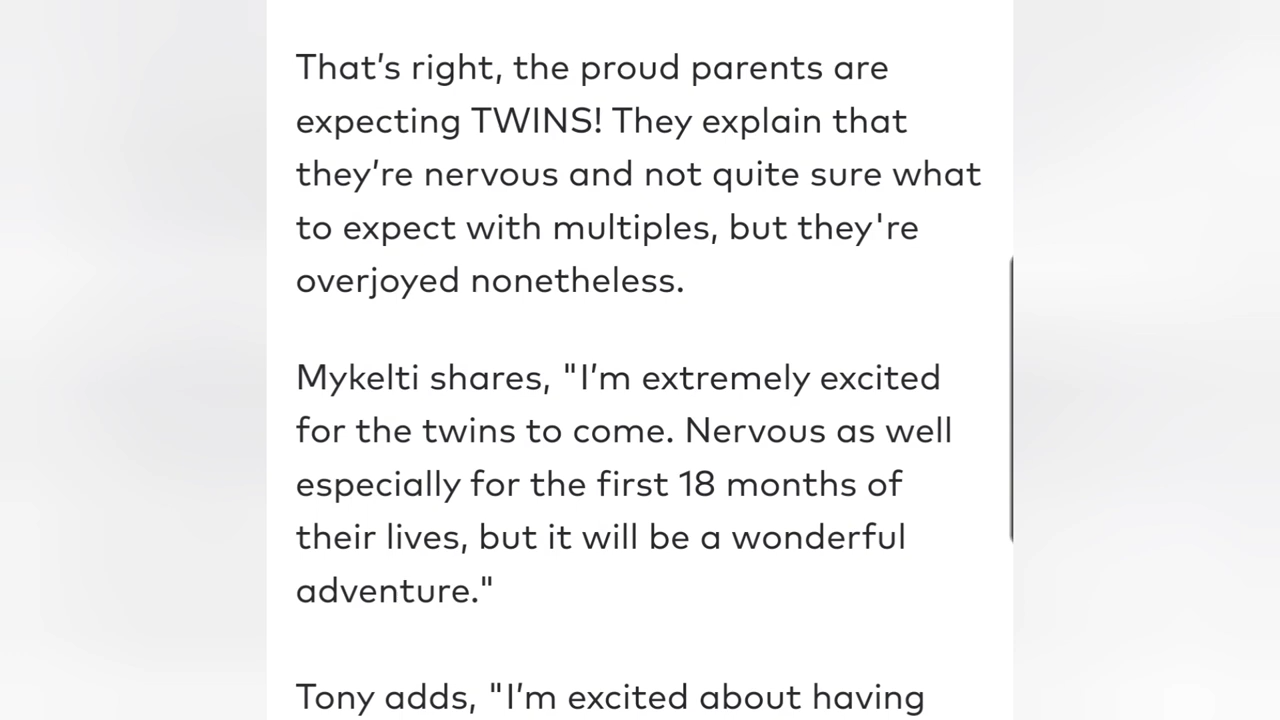 That’s right, the proud parents are
expecting TWINS! They explain that
they’re nervous and not quite sure what
to expect with multiples, but they're
overjoyed nonetheless.
Mykelti shares, "I’m extremely excited
for the twins to come. Nervous as well
especially for the first 18 months of
their lives, but it will be a wonderful
adventure."
Tony adds, "I’m excited about having